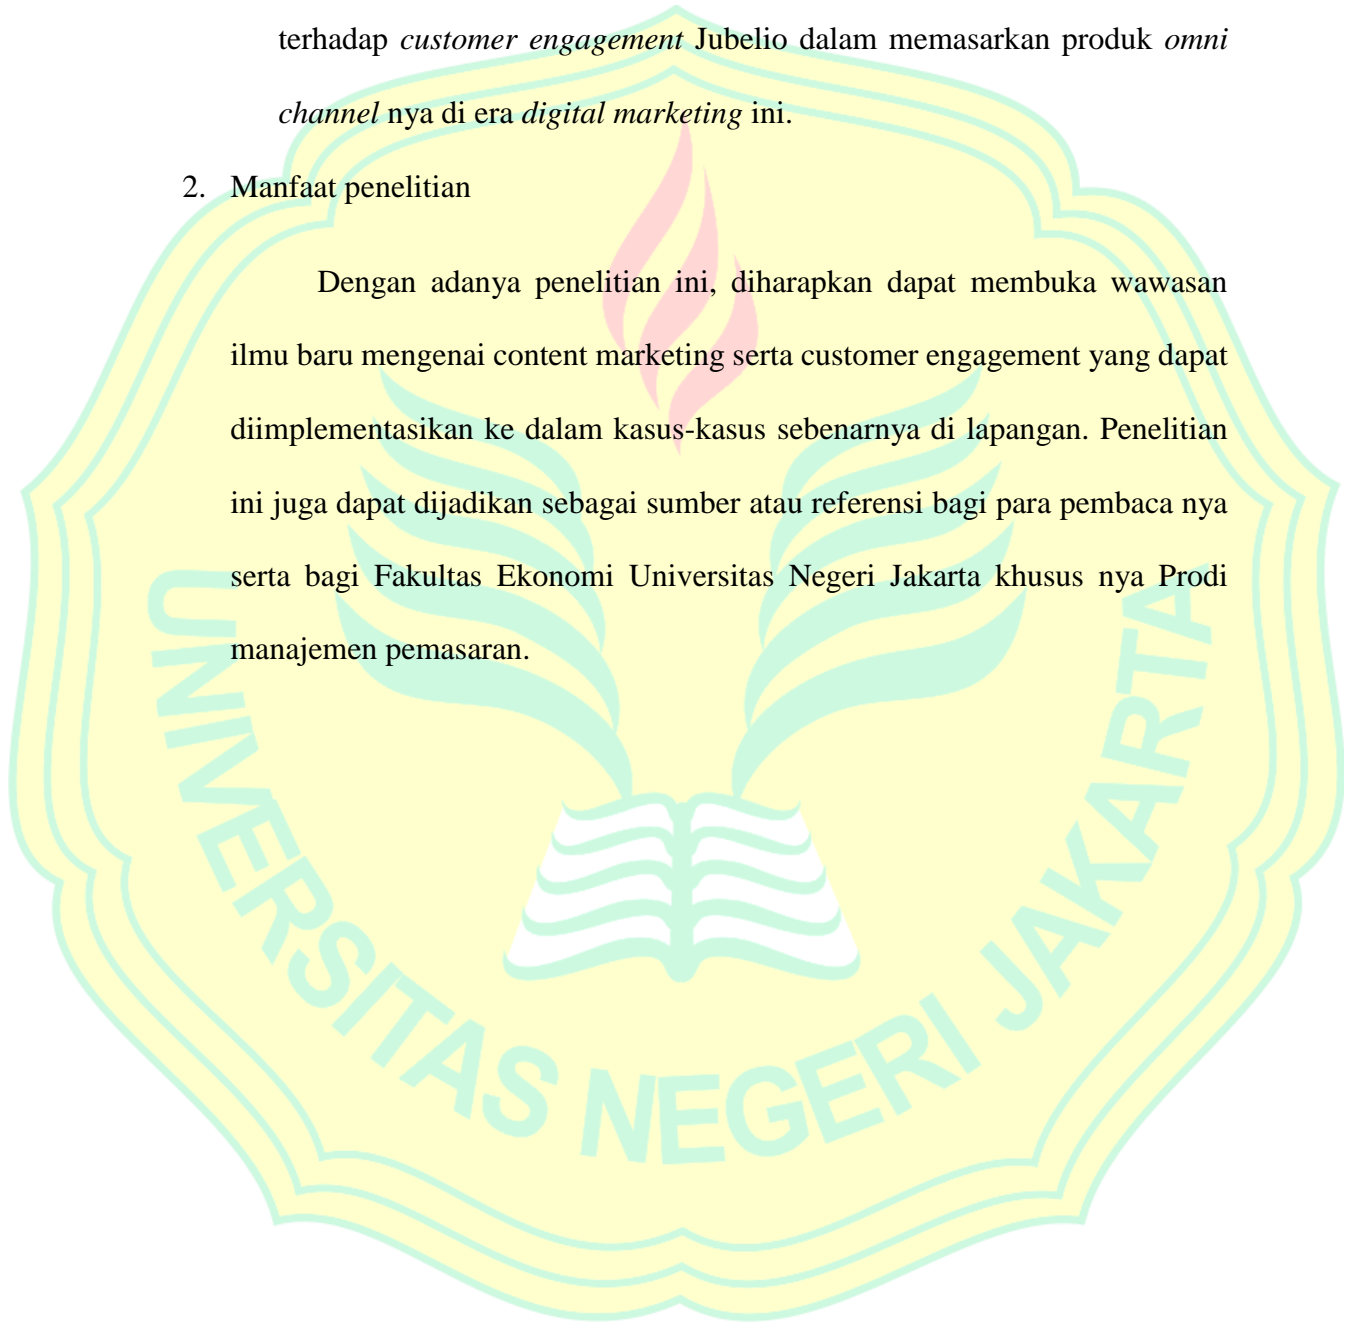 terhadap customer engagement Jubelio dalam memasarkan produk omni
channel nya di era digital marketing ini.
2. Manfaat penelitian
Dengan adanya penelitian ini, diharapkan dapat membuka wawasan
ilmu baru mengenai content marketing serta customer engagement yang dapat
diimplementasikan ke dalam kasus-kasus sebenarnya di lapangan. Penelitian
ini juga dapat dijadikan sebagai sumber atau referensi bagi para pembaca nya
serta bagi Fakultas Ekonomi Universitas Negeri Jakarta khusus nya Prodi
manajemen pemasaran.
UNIVERSITAS NEGERI JAKARTA